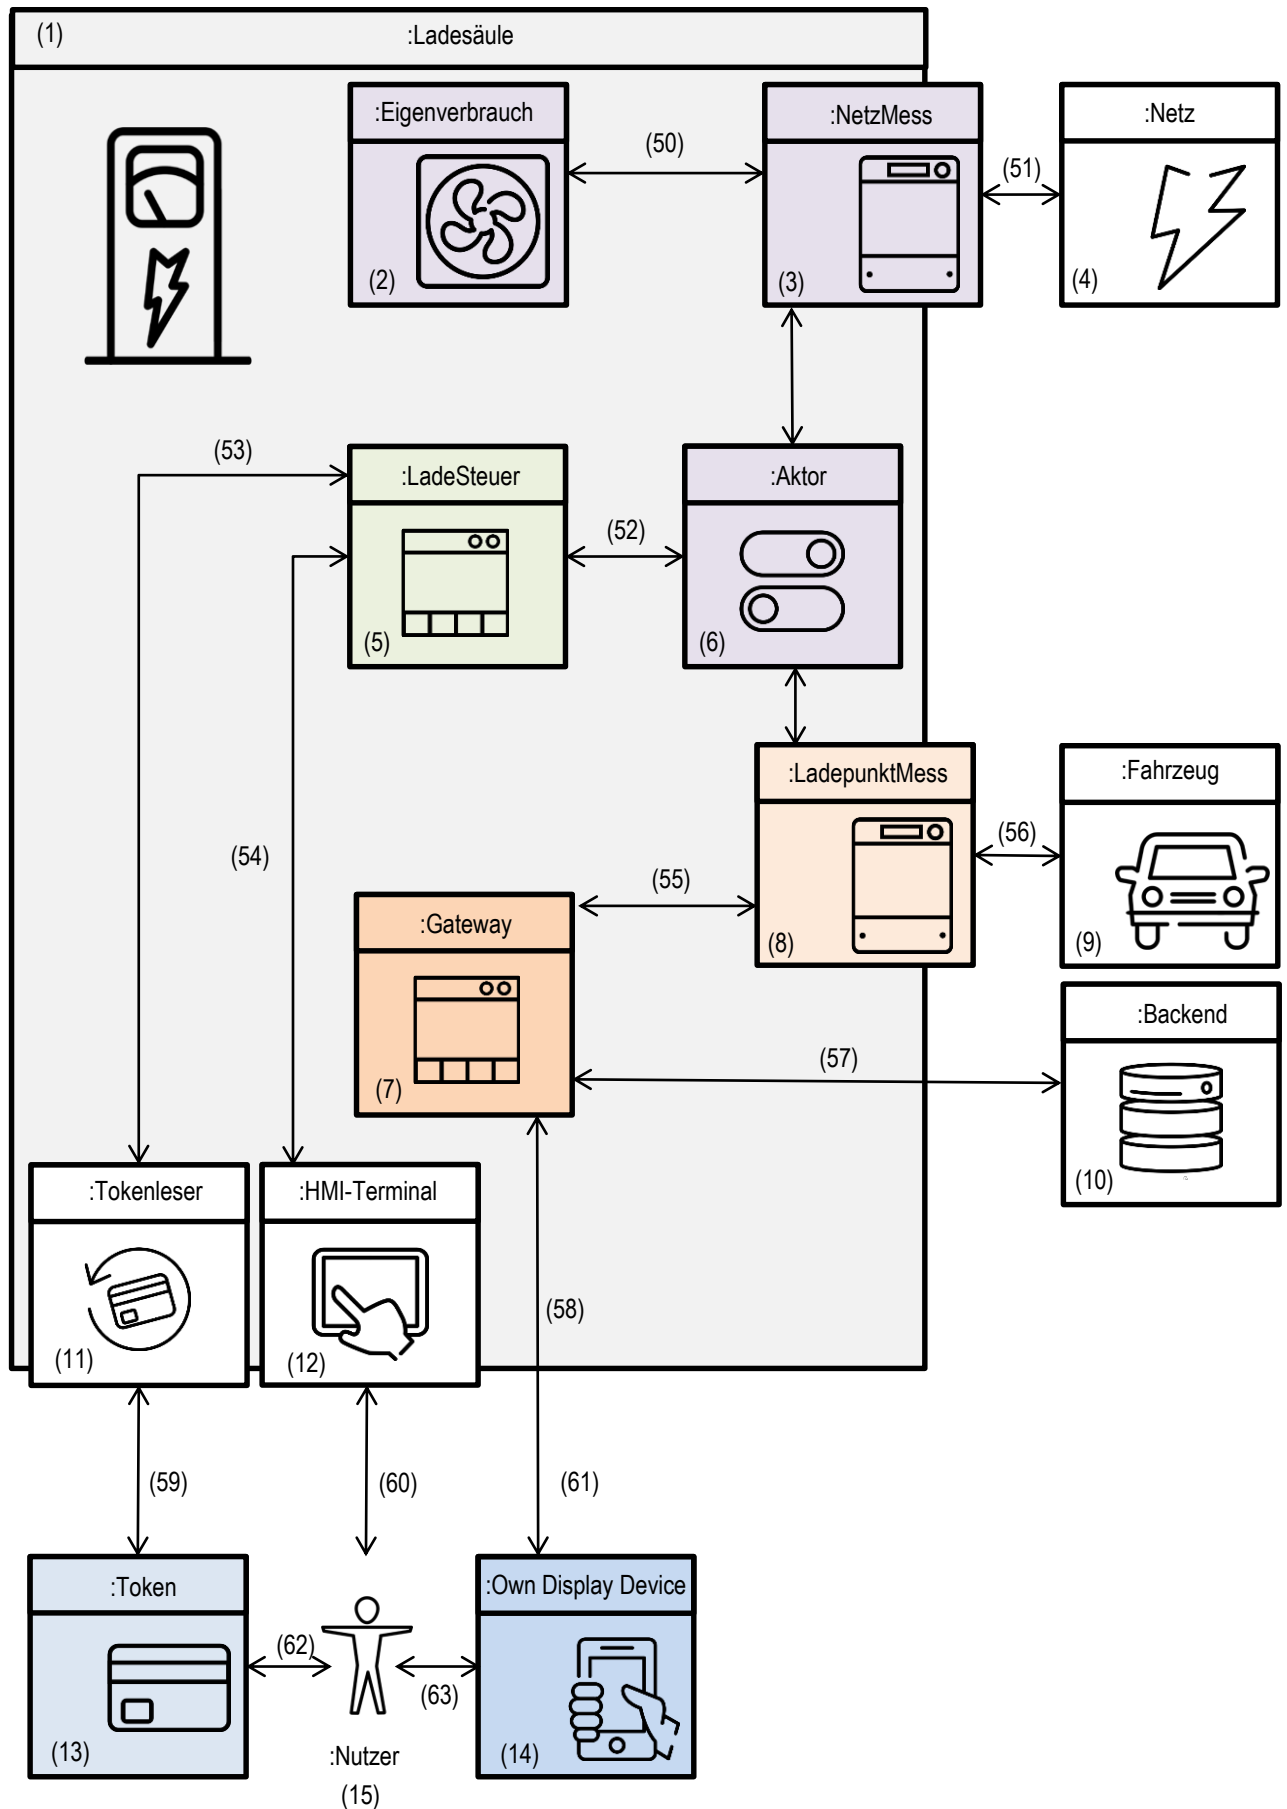 (1)
:Ladesäule
:Eigenverbrauch
(2)
(50)
:NetzMess
(3)
(51)
:Netz
(4)
(53)
:LadeSteuer
(5)
(52)
:Aktor
(6)
(54)
:LadepunktMess
(8)
(56)
:Fahrzeug
(9)
(55)
:Gateway
(7)
(57)
:Backend
(10)
:Tokenleser
(11)
:HMI-Terminal
(12)
(58)
(59)
(60)
(61)
:Token
(13)
(62)
:Nutzer
(15)
(63)
:Own Display Device
(14)